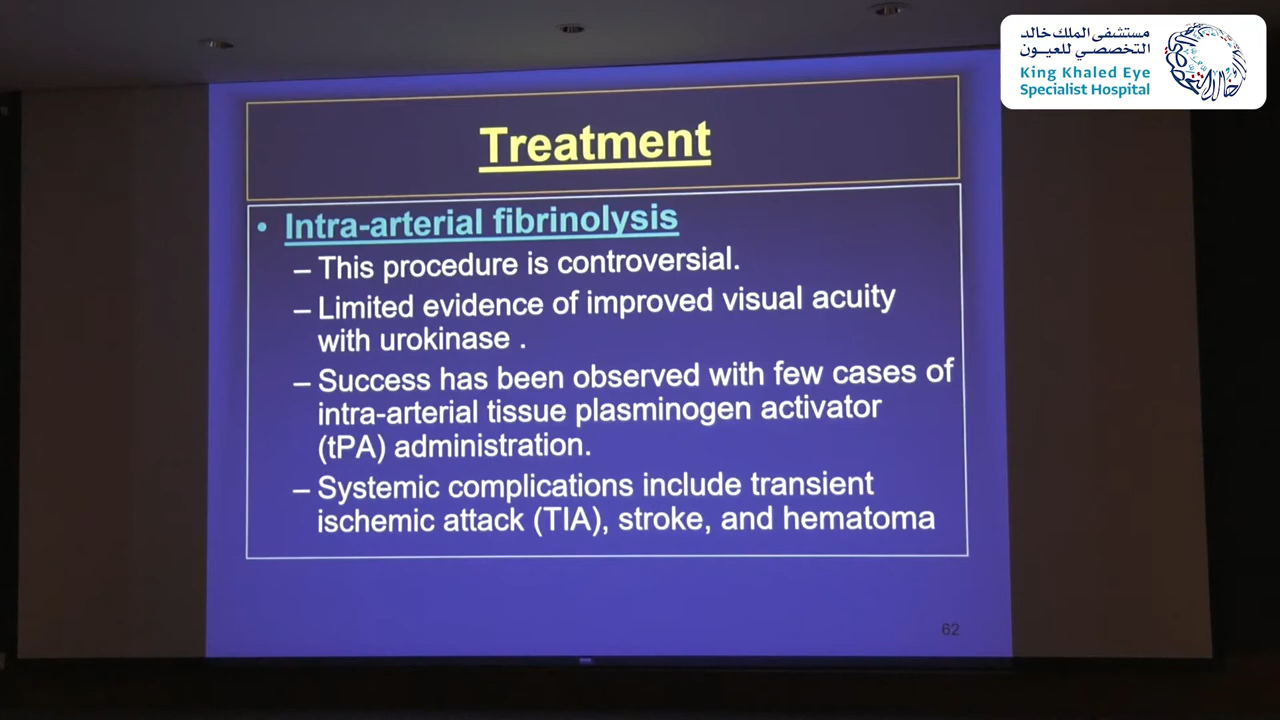 مستشفى الملك خالد
التخصصي للعيون
King Khaled Eye
Specialist Hospital
Treatment
• Intra-arterial fibrinolysis
– This procedure is controversial.
– Limited evidence of improved visual acuity
with urokinase .
– Success has been observed with few cases of
intra-arterial tissue plasminogen activator
(tPA) administration.
– Systemic complications include transient
ischemic attack (TIA), stroke, and hematoma
62